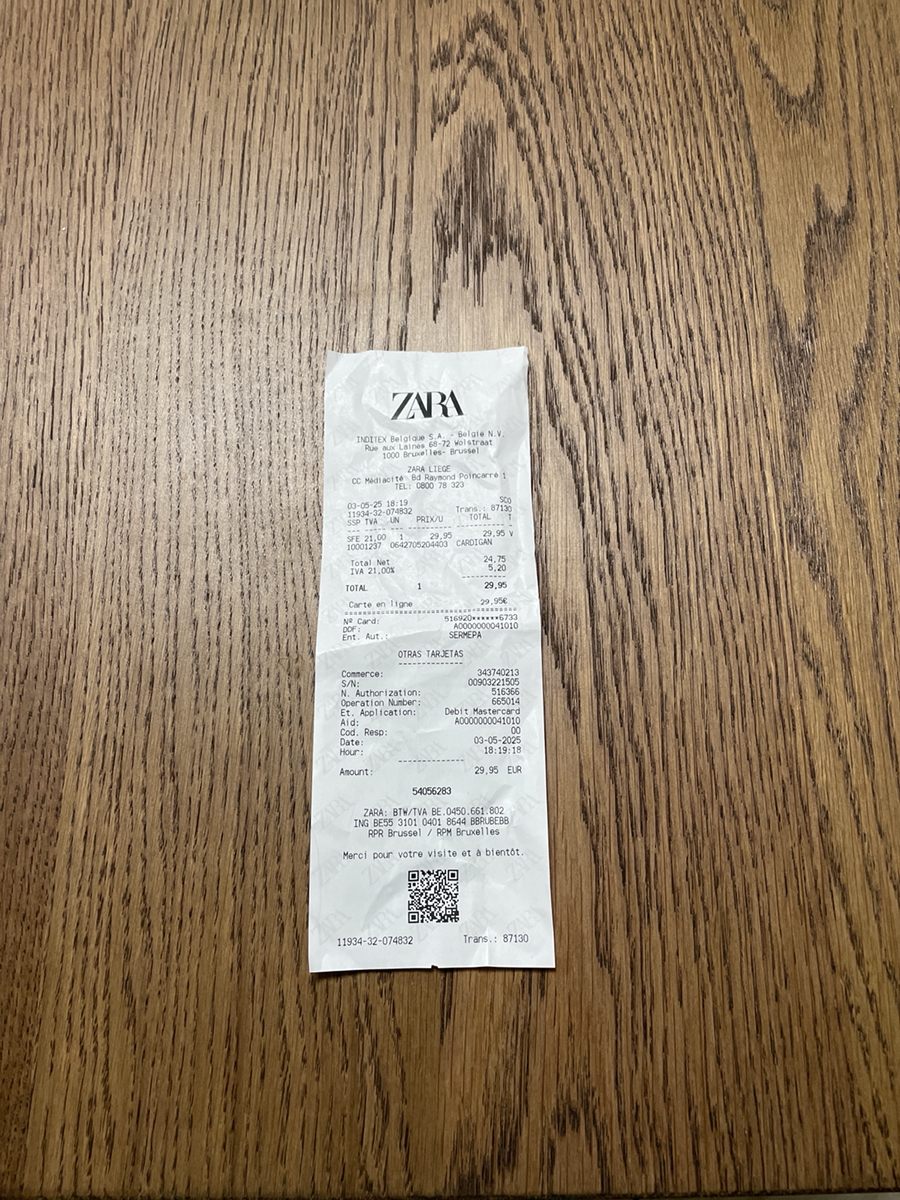 ZARA
INDITEX Belgique S.A. - Belgie N.V.
Rue aux Laines 68-72 Wolstraat
1000 Bruxelles- Brussel
ZARA LIEGE
CC Médiacité Bd Raymond Poincarré 1
TEL: 0800 78 323
03-05-25 18:19 SCO
11934-32-074832 Trans.: 87130
SSP TVA UN PRIX/U TOTAL T
SFE 21,00 1 29,95 29,95 V
10001237 0642705204403 CARDIGAN
Total Net 24,75
IVA 21,00% 5,20
TOTAL 1 29,95
Carte en ligne 29,95€
Nº Card: 516920******6733
DDF: A0000000041010
Ent. Aut.: SERMEPA
OTRAS TARJETAS
Commerce: 343740213
S/N: 00903221505
N. Authorization: 516366
Operation Number: 665014
Et. Application: Debit Mastercard
Aid: A0000000041010
Cod. Resp: 00
Date: 03-05-2025
Hour: 18:19:18
Amount: 29,95 EUR
54056283
ZARA: BTW/TVA BE.0450.661.802
ING BE55 3101 0401 8644 BBRUBEBB
RPR Brussel / RPM Bruxelles
Merci pour votre visite et à bientôt.
11934-32-074832 Trans.: 87130